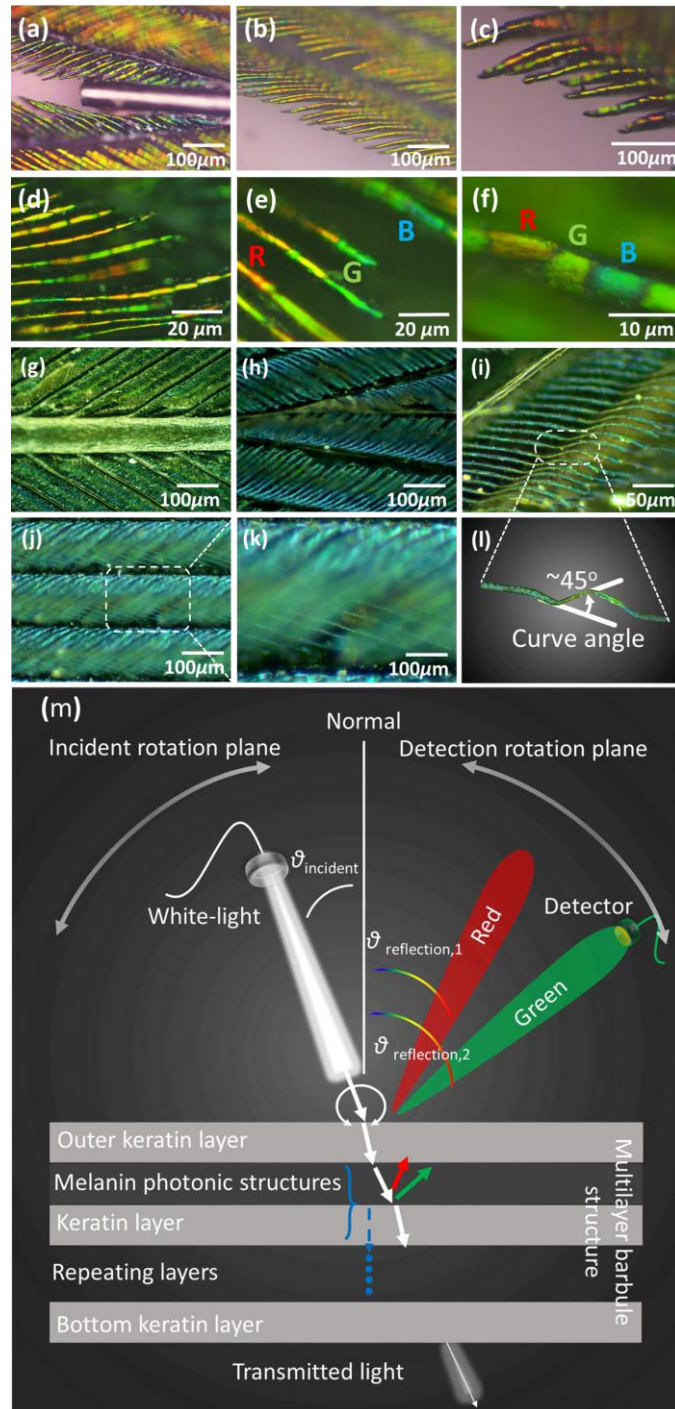 (a)
100μm
(b)
100μm
(c)
100μm
(d)
20 μm
(e)
R
G
B
20 μm
(f)
R
G
B
10 μm
(g)
100μm
(h)
100μm
(i)
50μm
(j)
100μm
(k)
100μm
(l)
~45°
Curve angle
(m)
Normal
Incident rotation plane
Detection rotation plane
ϑincident
White-light
Detector
Red
Green
ϑreflection,1
ϑreflection,2
Outer keratin layer
Melanin photonic structures
Keratin layer
Repeating layers
Bottom keratin layer
Multilayer barbule
structure
Transmitted light